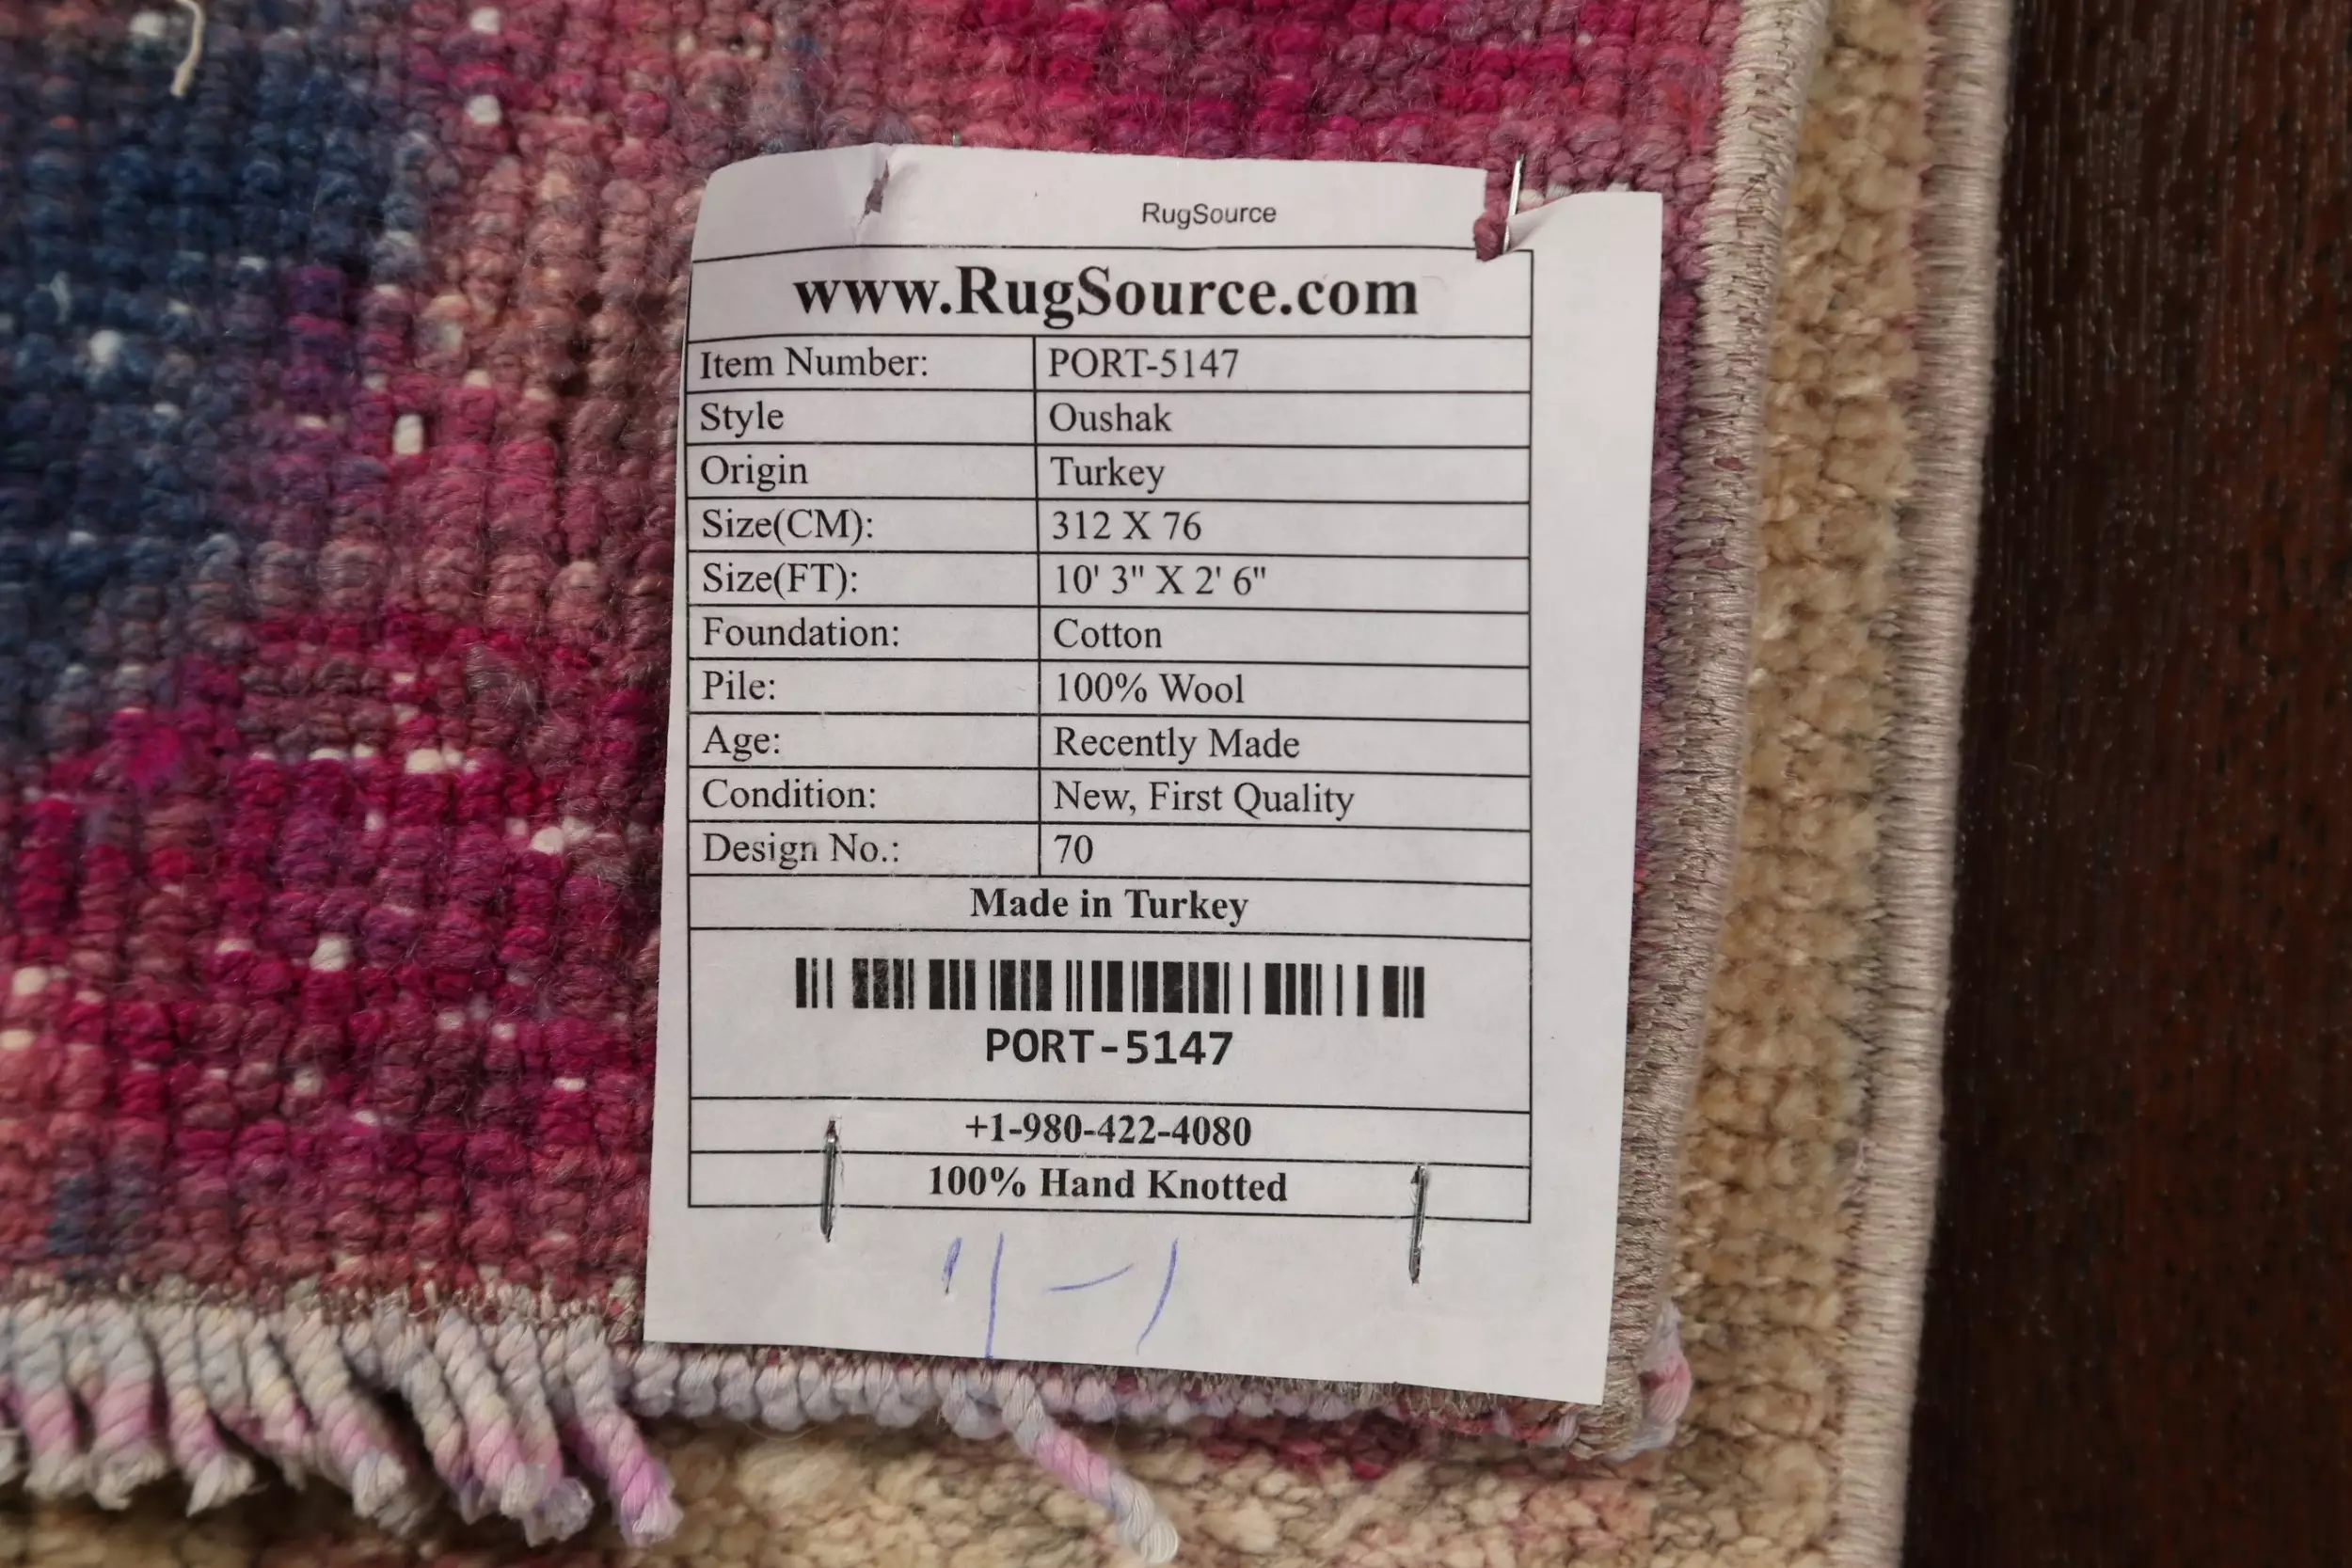 RugSource
www.RugSource.com
Item Number: PORT-5147
Style Oushak
Origin Turkey
Size(CM): 312 X 76
Size(FT): 10' 3" X 2' 6"
Foundation: Cotton
Pile: 100% Wool
Age: Recently Made
Condition: New, First Quality
Design No.: 70
Made in Turkey
PORT-5147
+1-980-422-4080
100% Hand Knotted